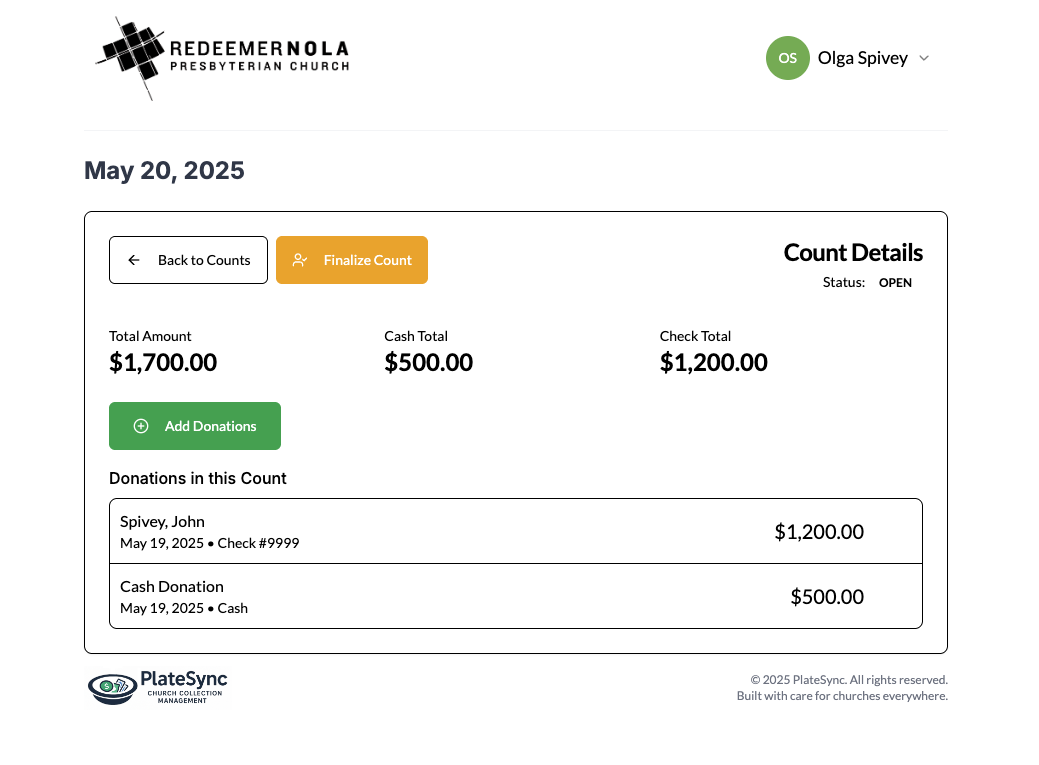 REDEEMERNOLA
PRESBYTERIAN CHURCH
OS
Olga Spivey
May 20, 2025
Back to Counts
Finalize Count
Count Details
Status: OPEN
Total Amount
$1,700.00
Cash Total
$500.00
Check Total
$1,200.00
Add Donations
Donations in this Count
Spivey, John
May 19, 2025 • Check #9999
$1,200.00
Cash Donation
May 19, 2025 • Cash
$500.00
PlateSync
CHURCH COLLECTION
MANAGEMENT
© 2025 PlateSync. All rights reserved.
Built with care for churches everywhere.